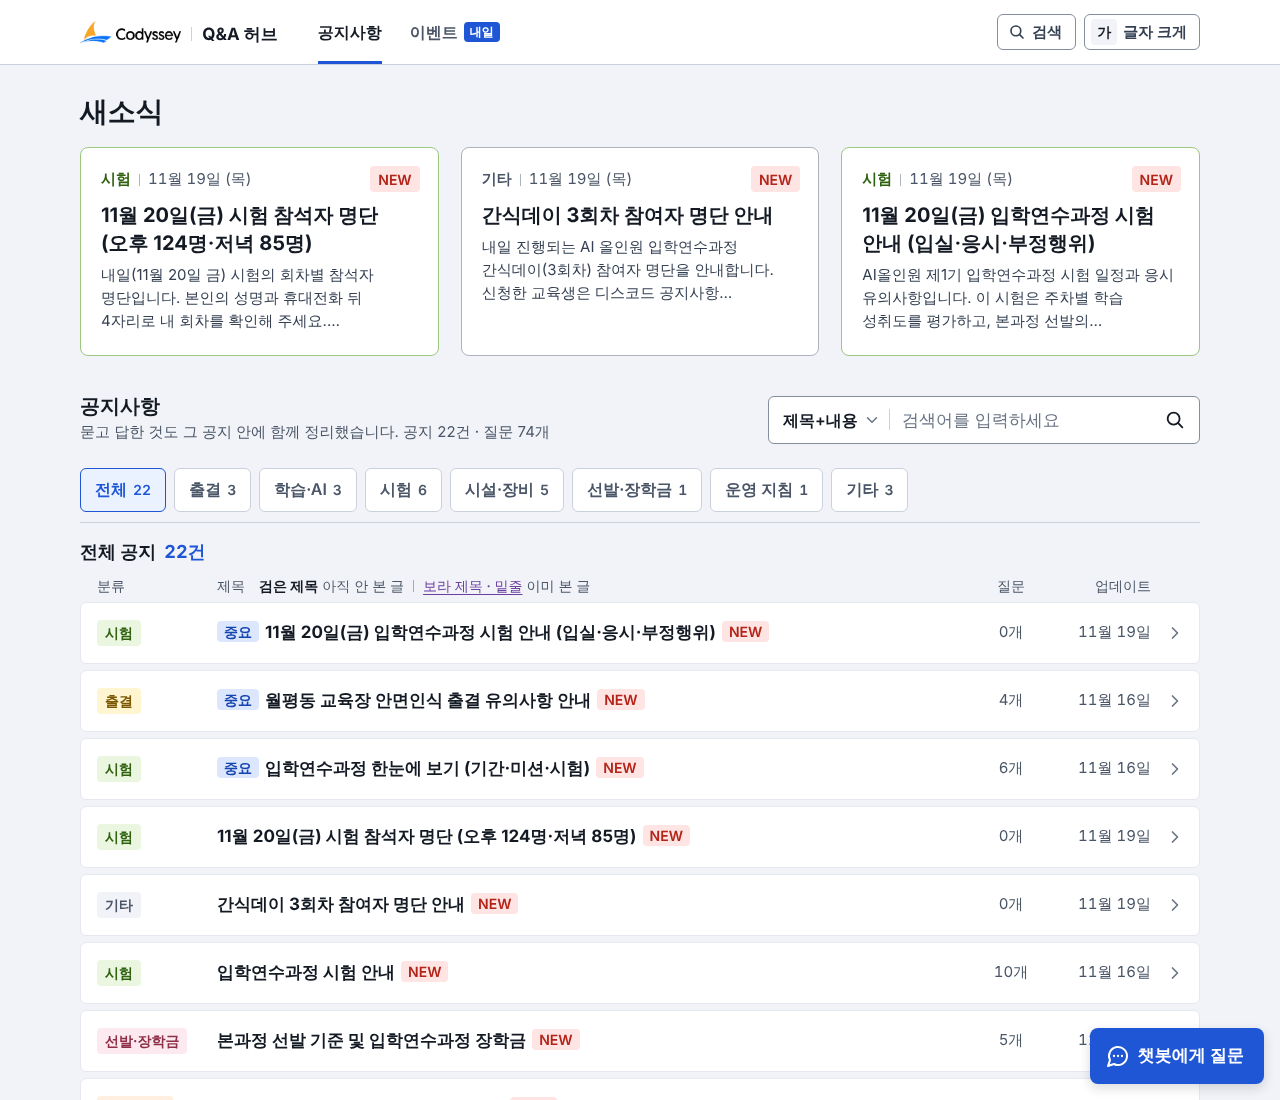 Codyssey Q&A 허브 공지사항 이벤트 내일 검색 가 글자 크게
새소식
시험 11월 19일 (목) NEW
11월 20일(금) 시험 참석자 명단
(오후 124명·저녁 85명)
내일(11월 20일 금) 시험의 회차별 참석자
명단입니다. 본인의 성명과 휴대전화 뒤
4자리로 내 회차를 확인해 주세요....
기타 11월 19일 (목) NEW
간식데이 3회차 참여자 명단 안내
내일 진행되는 AI 올인원 입학연수과정
간식데이(3회차) 참여자 명단을 안내합니다.
신청한 교육생은 디스코드 공지사항...
시험 11월 19일 (목) NEW
11월 20일(금) 입학연수과정 시험
안내 (입실·응시·부정행위)
AI올인원 제1기 입학연수과정 시험 일정과 응시
유의사항입니다. 이 시험은 주차별 학습
성취도를 평가하고, 본과정 선발의...
공지사항
묻고 답한 것도 그 공지 안에 함께 정리했습니다. 공지 22건 · 질문 74개
제목+내용 검색어를 입력하세요
전체 22 출결 3 학습·AI 3 시험 6 시설·장비 5 선발·장학금 1 운영 지침 1 기타 3
전체 공지 22건
분류 제목 검은 제목 아직 안 본 글 보라 제목 · 밑줄 이미 본 글 질문 업데이트
시험 중요 11월 20일(금) 입학연수과정 시험 안내 (입실·응시·부정행위) NEW 0개 11월 19일
출결 중요 월평동 교육장 안면인식 출결 유의사항 안내 NEW 4개 11월 16일
시험 중요 입학연수과정 한눈에 보기 (기간·미션·시험) NEW 6개 11월 16일
시험 11월 20일(금) 시험 참석자 명단 (오후 124명·저녁 85명) NEW 0개 11월 19일
기타 간식데이 3회차 참여자 명단 안내 NEW 0개 11월 19일
시험 입학연수과정 시험 안내 NEW 10개 11월 16일
선발·장학금 본과정 선발 기준 및 입학연수과정 장학금 NEW 5개
챗봇에게 질문